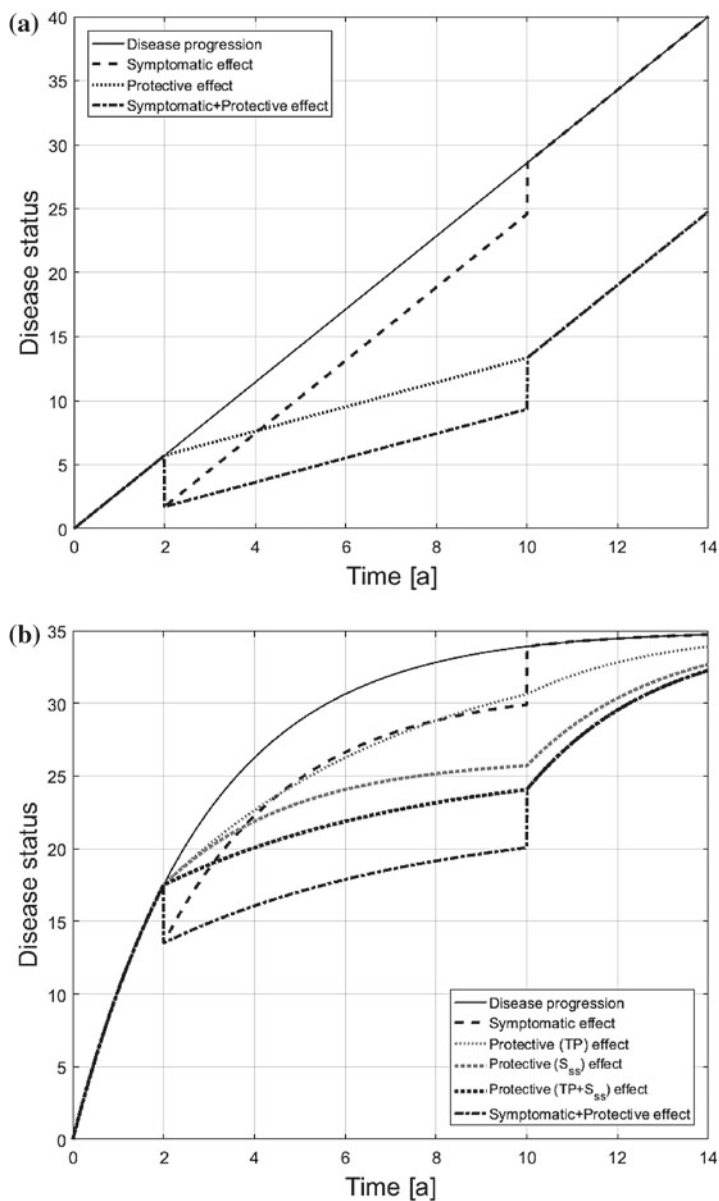 (a)
40
35
30
25
20
15
10
5
0
Disease status
Disease progression
Symptomatic effect
Protective effect
Symptomatic+Protective effect
0 2 4 6 8 10 12 14
Time [a]
(b)
35
30
25
20
15
10
5
0
Disease status
Disease progression
Symptomatic effect
Protective (TP) effect
Protective (Sss) effect
Protective (TP+Sss) effect
Symptomatic+Protective effect
0 2 4 6 8 10 12 14
Time [a]